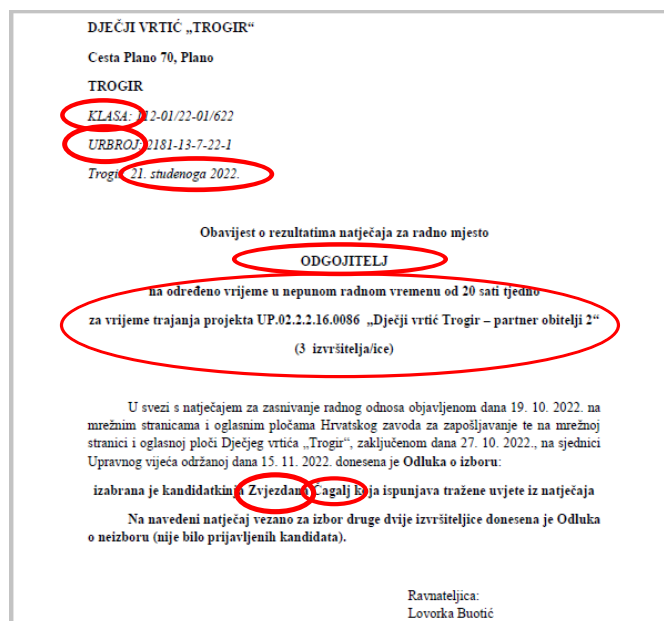 DJEČJI VRTIĆ „TROGIR“
Cesta Plano 70, Plano
TROGIR
KLASA: 112-01/22-01/622
URBROJ: 2181-13-7-22-1
Trogir, 21. studenoga 2022.
Obavijest o rezultatima natječaja za radno mjesto
ODGOJITELJ
na određeno vrijeme u nepunom radnom vremenu od 20 sati tjedno
za vrijeme trajanja projekta UP.02.2.2.16.0086 „Dječji vrtić Trogir – partner obitelji 2“
(3 izvršitelja/ice)
U svezi s natječajem za zasnivanje radnog odnosa objavljenom dana 19. 10. 2022. na
mrežnim stranicama i oglasnim pločama Hrvatskog zavoda za zapošljavanje te na mrežnoj
stranici i oglasnoj ploči Dječjeg vrtića „Trogir“, zaključenom dana 27. 10. 2022., na sjednici
Upravnog vijeća održanoj dana 15. 11. 2022. donesena je Odluka o izboru:
izabrana je kandidatkinja Zvjezdana Čagalj koja ispunjava tražene uvjete iz natječaja
Na navedeni natječaj vezano za izbor druge dvije izvršiteljice donesena je Odluka
o neizboru (nije bilo prijavljenih kandidata).
Ravnateljica:
Lovorka Buotić